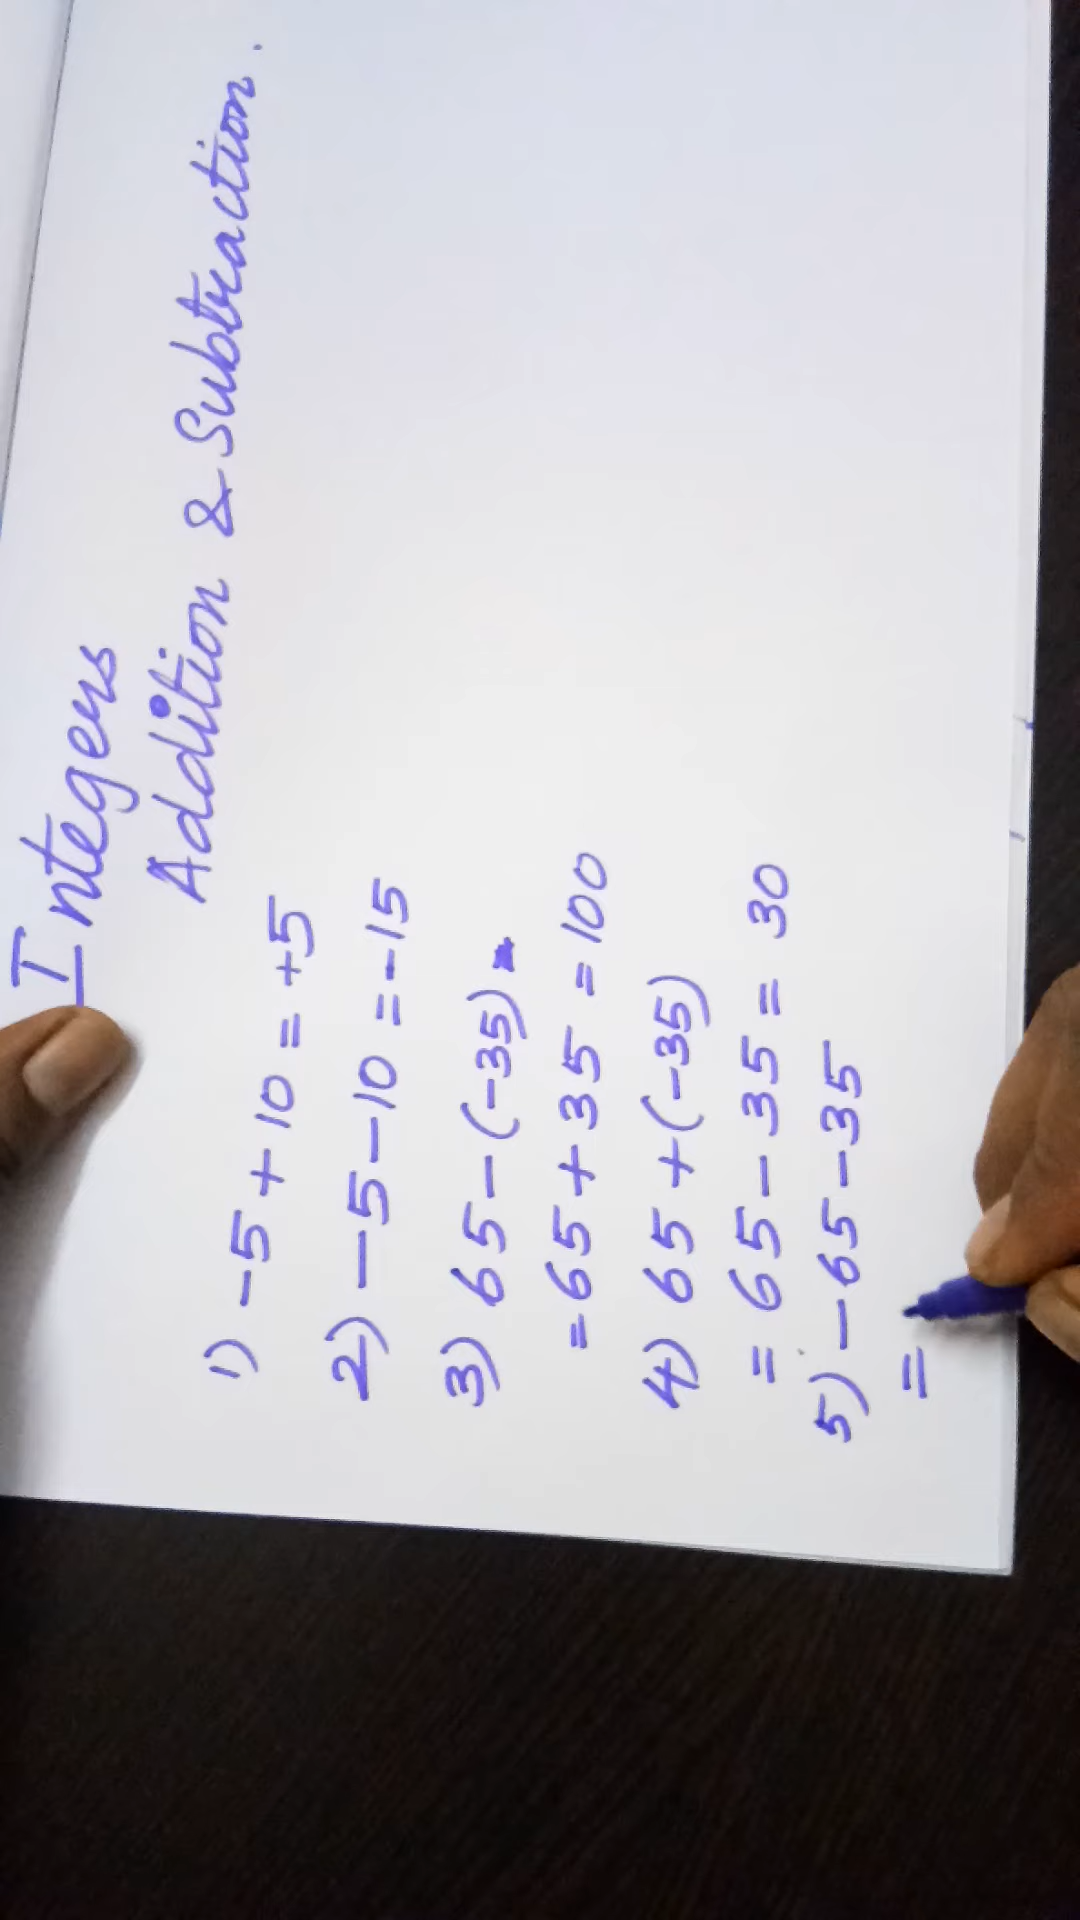 Integers
Addition & Subtraction.
1) -5 + 10 = +5
2) -5 - 10 = -15
3) 65 - (-35)
= 65 + 35 = 100
4) 65 + (-35)
= 65 - 35 = 30
5) - 65 - 35
=